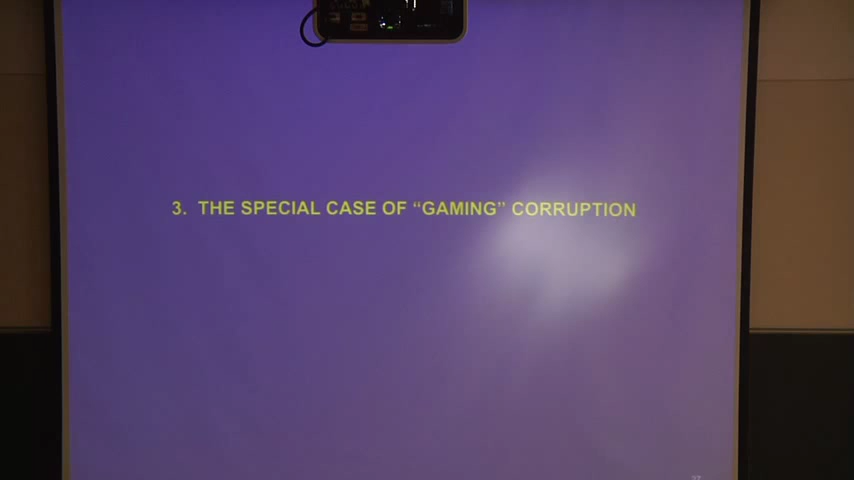 3. THE SPECIAL CASE OF “GAMING” CORRUPTION